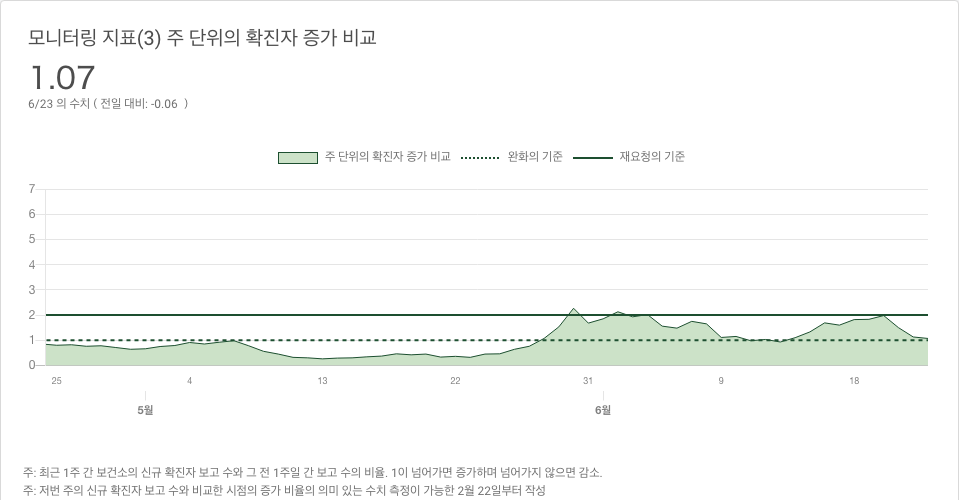 모니터링 지표(3) 주 단위의 확진자 증가 비교
1.07
6/23 의 수치 ( 전일 대비: -0.06 )
주 단위의 확진자 증가 비교 완화의 기준 재요청의 기준
7
6
5
4
3
2
1
0
25 4 13 22 31 9 18
5월 6월
주: 최근 1주 간 보건소의 신규 확진자 보고 수와 그 전 1주일 간 보고 수의 비율. 1이 넘어가면 증가하며 넘어가지 않으면 감소.
주: 저번 주의 신규 확진자 보고 수와 비교한 시점의 증가 비율의 의미 있는 수치 측정이 가능한 2월 22일부터 작성